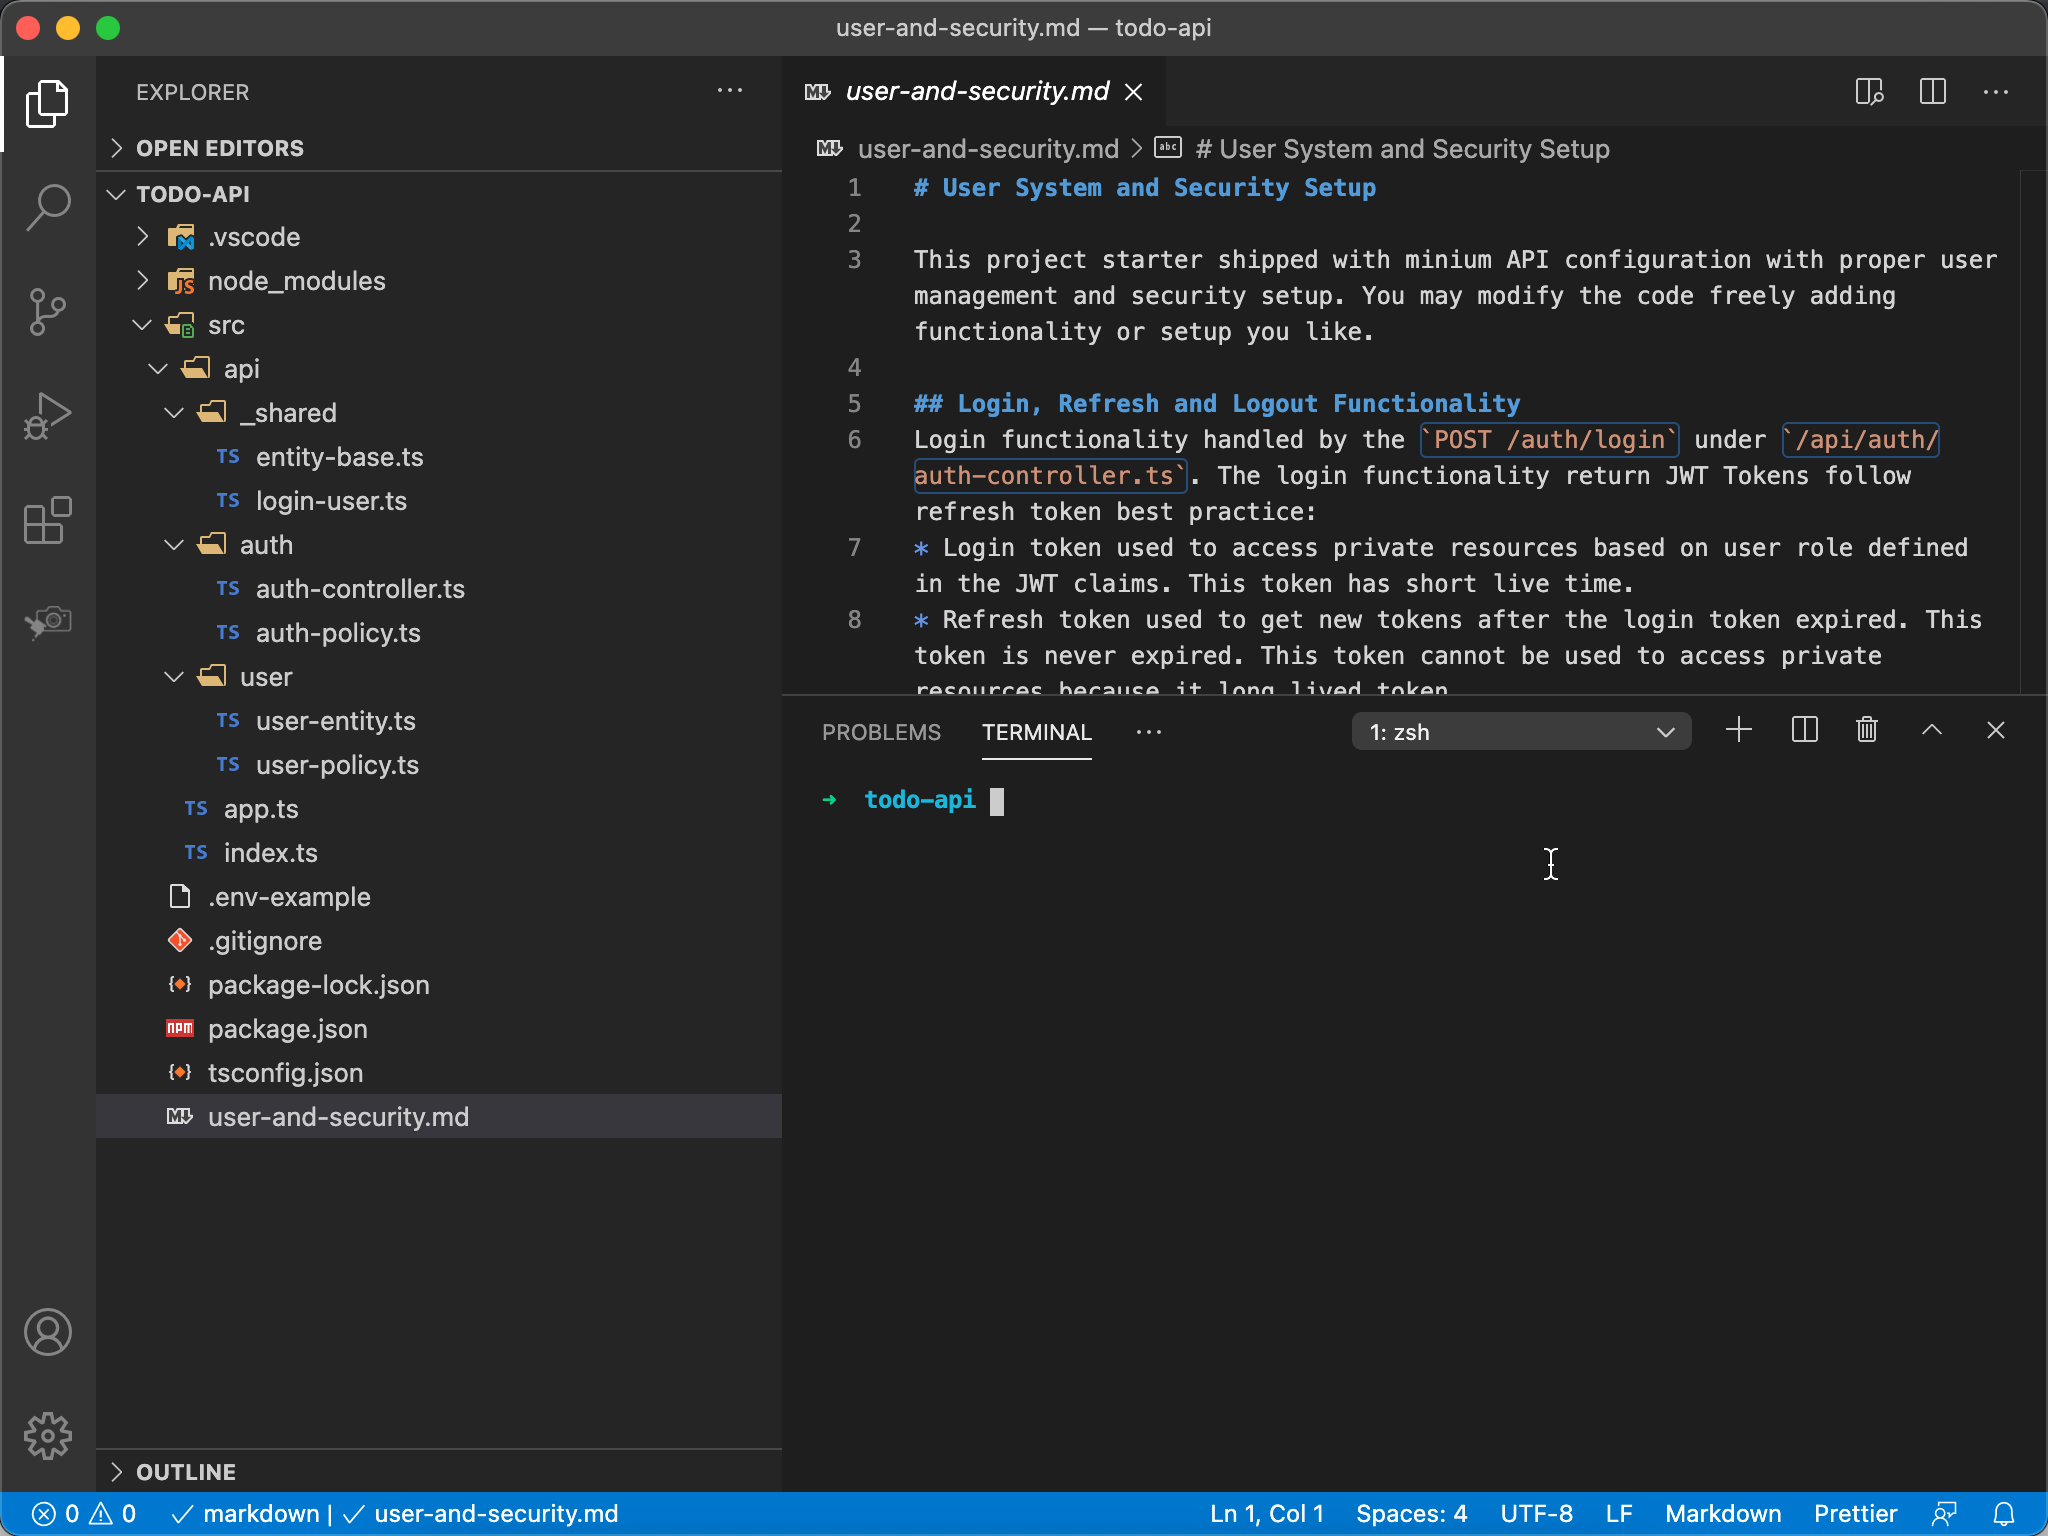 user-and-security.md — todo-api
EXPLORER
OPEN EDITORS
TODO-API
.vscode
node_modules
src
api
_shared
TS entity-base.ts
TS login-user.ts
auth
TS auth-controller.ts
TS auth-policy.ts
user
TS user-entity.ts
TS user-policy.ts
TS app.ts
TS index.ts
.env-example
.gitignore
package-lock.json
npm package.json
tsconfig.json
user-and-security.md
OUTLINE
user-and-security.md
user-and-security.md > abc # User System and Security Setup
1 # User System and Security Setup
2
3 This project starter shipped with minium API configuration with proper user
management and security setup. You may modify the code freely adding
functionality or setup you like.
4
5 ## Login, Refresh and Logout Functionality
6 Login functionality handled by the `POST /auth/login` under `/api/auth/
auth-controller.ts`. The login functionality return JWT Tokens follow
refresh token best practice:
7 * Login token used to access private resources based on user role defined
in the JWT claims. This token has short live time.
8 * Refresh token used to get new tokens after the login token expired. This
token is never expired. This token cannot be used to access private
resources because it long lived token
PROBLEMS TERMINAL ··· 1: zsh
➜ todo-api
0 0 markdown | user-and-security.md Ln 1, Col 1 Spaces: 4 UTF-8 LF Markdown Prettier